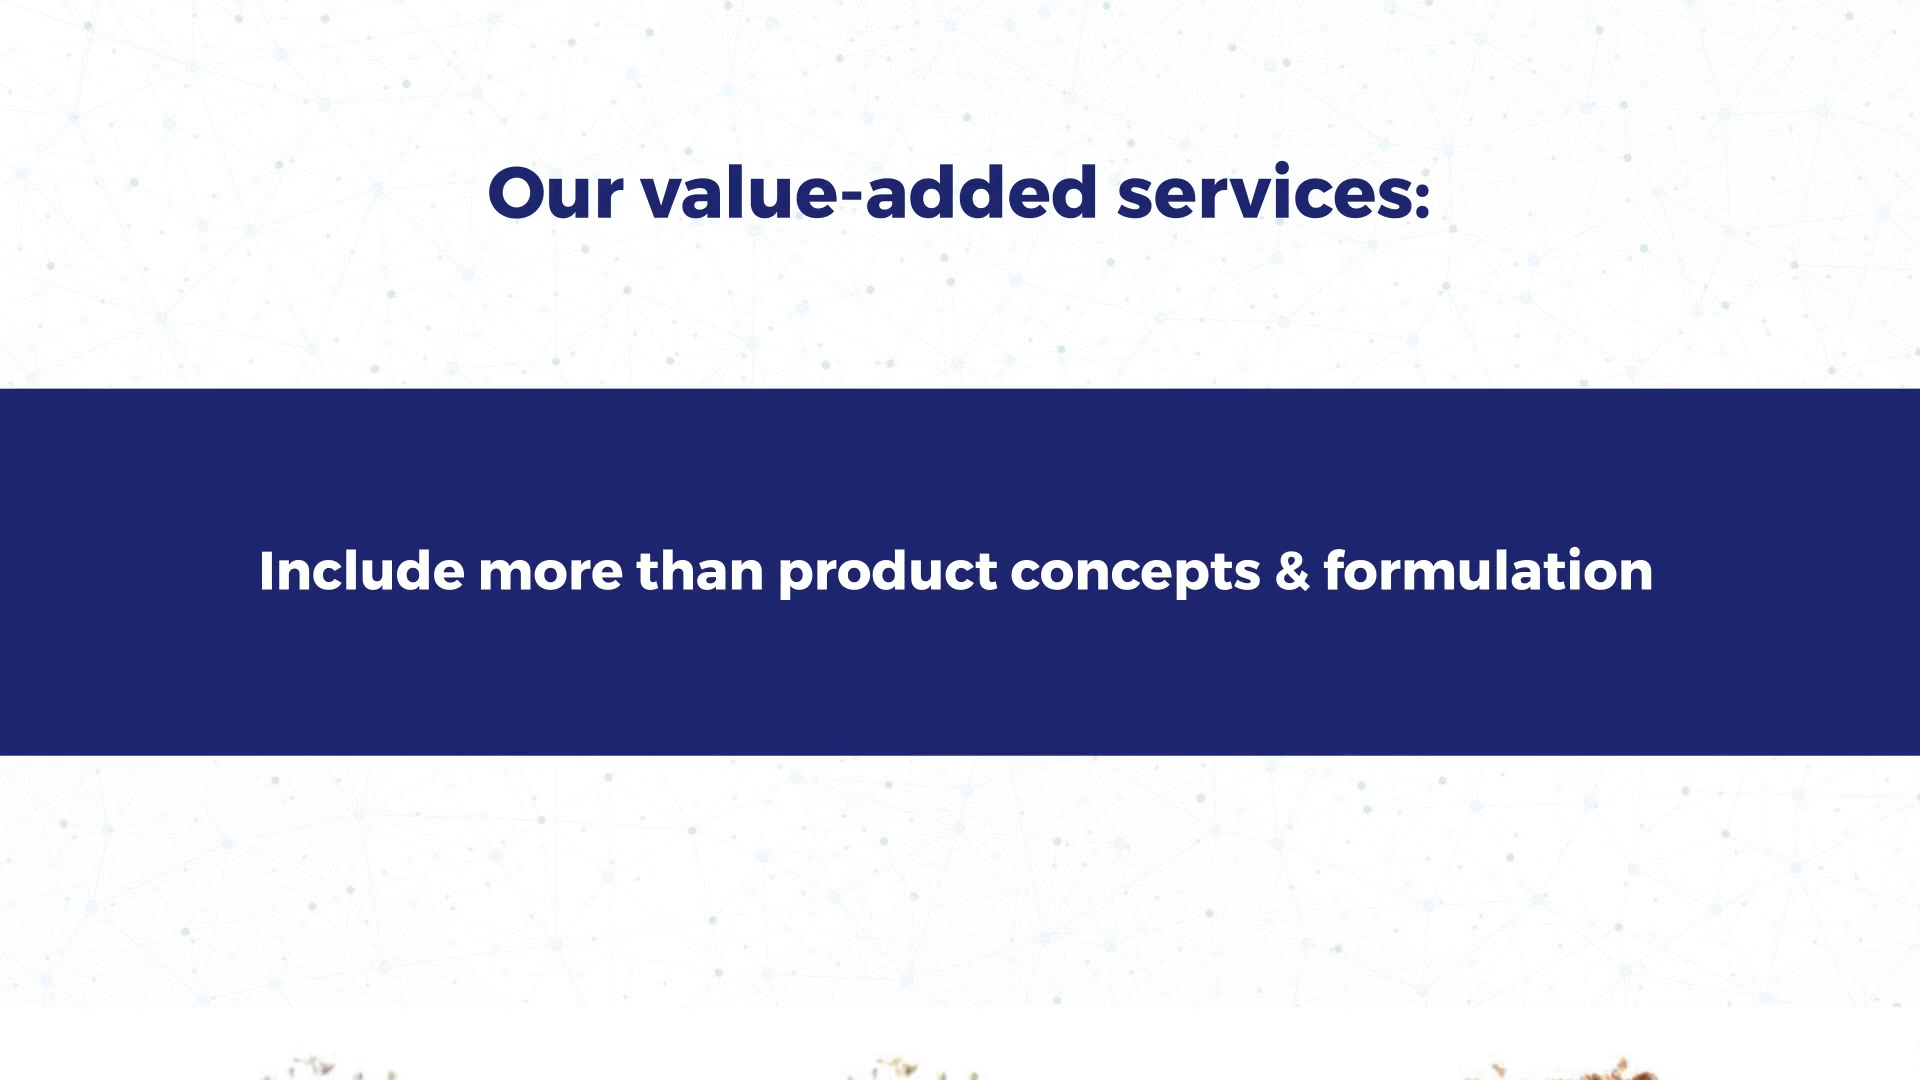 Our value-added services:
Include more than product concepts & formulation